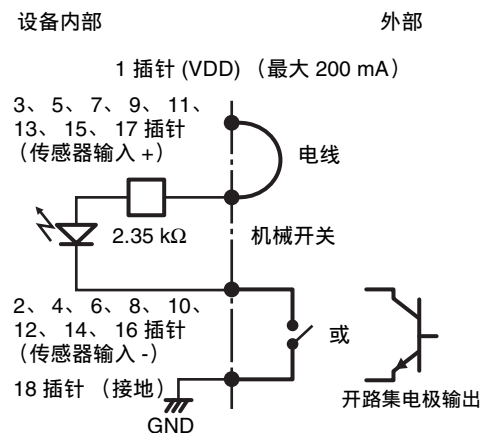 设备内部
外部
1 插针 (VDD) （最大 200 mA）
3、 5、 7、 9、 11、
13、 15、 17 插针
（传感器输入 +）
电线
2.35 kΩ
机械开关
2、 4、 6、 8、 10、
12、 14、 16 插针
（传感器输入 -）
或
18 插针 （接地）
开路集电极输出
GND